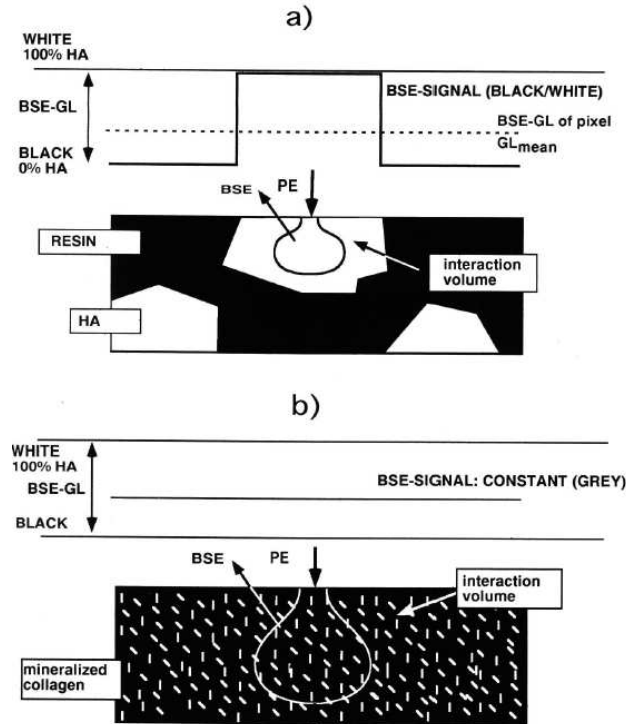 a)
WHITE
100% HA
BSE-GL
BSE-SIGNAL (BLACK/WHITE)
BSE-GL of pixel
GLmean
BLACK
0% HA
BSE
PE
RESIN
interaction
volume
HA
b)
WHITE
100% HA
BSE-GL
BSE-SIGNAL: CONSTANT (GREY)
BLACK
BSE
PE
interaction
volume
mineralized
collagen